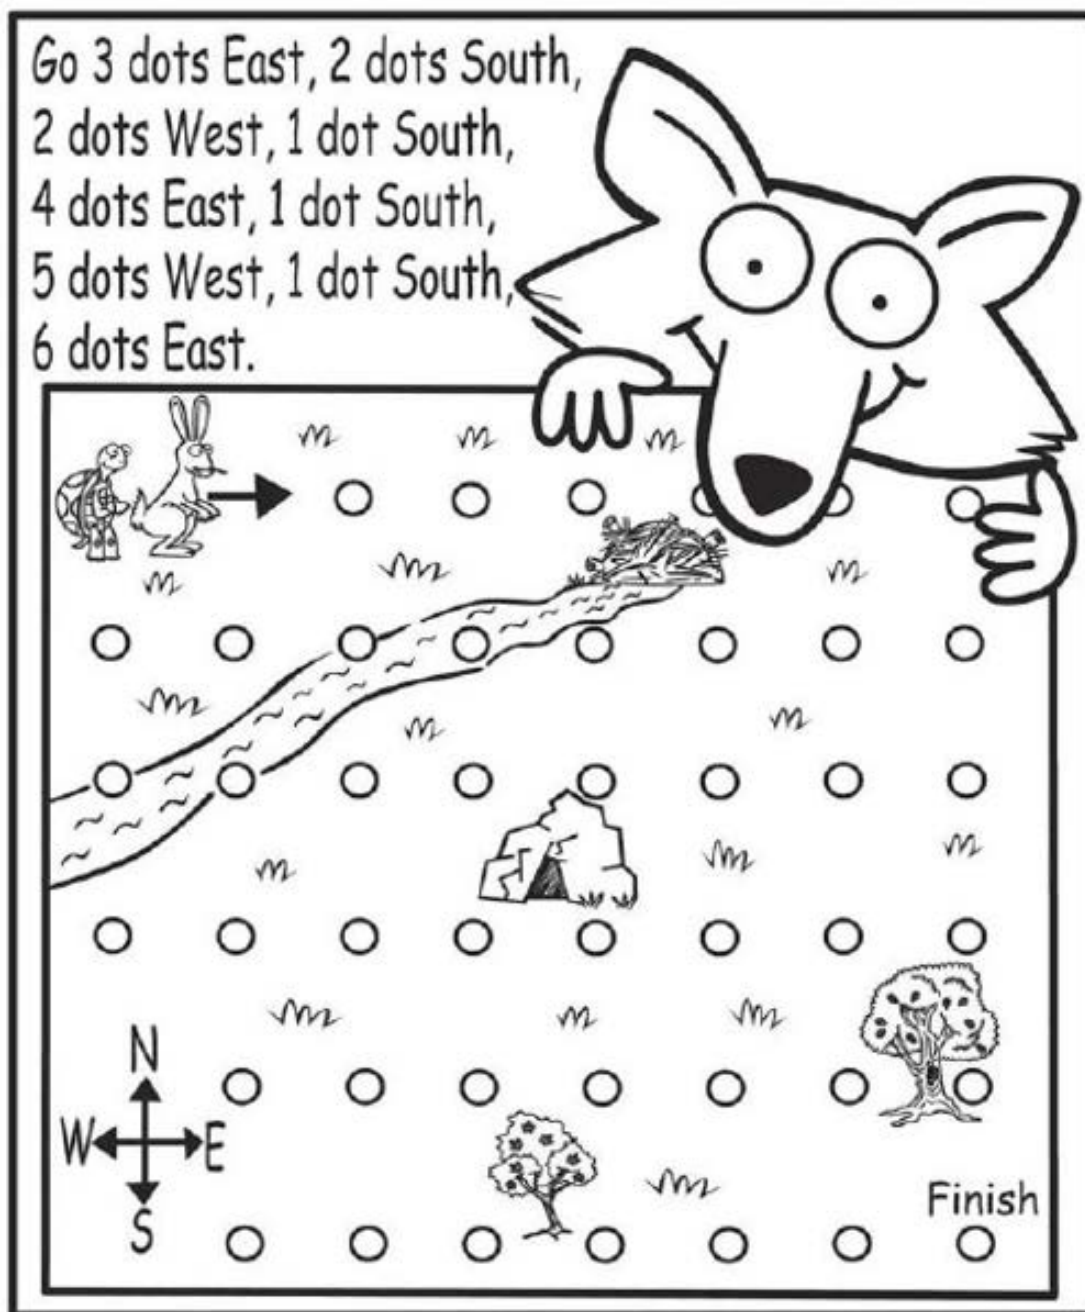 Go 3 dots East, 2 dots South,
2 dots West, 1 dot South,
4 dots East, 1 dot South,
5 dots West, 1 dot South,
6 dots East.
N
W E
S
Finish